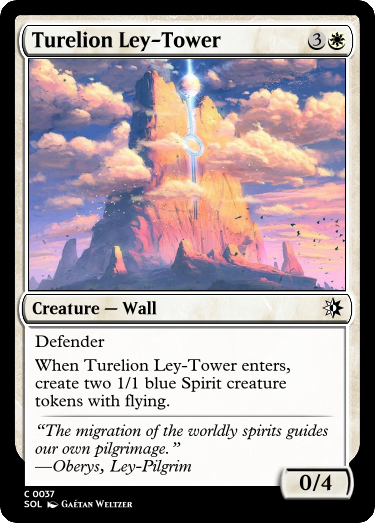 Turelion Ley-Tower 3
Creature — Wall
Defender
When Turelion Ley-Tower enters,
create two 1/1 blue Spirit creature
tokens with flying.
“The migration of the worldly spirits guides
our own pilgrimage.”
—Oberys, Ley-Pilgrim
0/4
C 0037
SOL Gaétan Weltzer